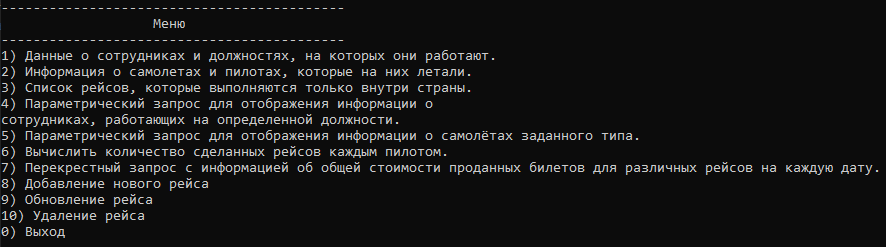 -------------------------------------------
Меню
-------------------------------------------
1) Данные о сотрудниках и должностях, на которых они работают.
2) Информация о самолетах и пилотах, которые на них летали.
3) Список рейсов, которые выполняются только внутри страны.
4) Параметрический запрос для отображения информации о
сотрудниках, работающих на определенной должности.
5) Параметрический запрос для отображения информации о самолётах заданного типа.
6) Вычислить количество сделанных рейсов каждым пилотом.
7) Перекрестный запрос с информацией об общей стоимости проданных билетов для различных рейсов на каждую дату.
8) Добавление нового рейса
9) Обновление рейса
10) Удаление рейса
0) Выход